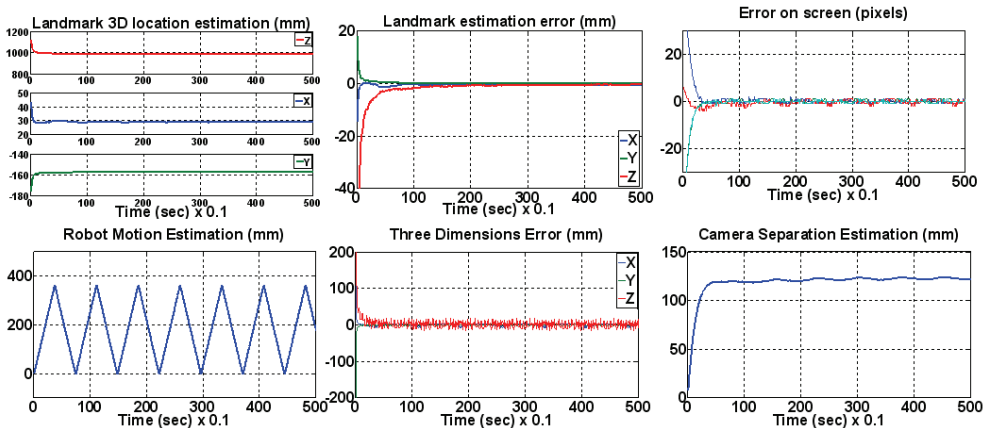 Landmark 3D location estimation (mm)
1200
1000
800
Z
0 100 200 300 400 500
50
40
30
20
X
0 100 200 300 400 500
-140
-160
-180
Y
0 100 200 300 400 500
Time (sec) x 0.1
Landmark estimation error (mm)
20
0
-20
-40
X
Y
Z
0 100 200 300 400 500
Time (sec) x 0.1
Error on screen (pixels)
20
0
-20
0 100 200 300 400 500
Time (sec) x 0.1
Robot Motion Estimation (mm)
400
200
0
0 100 200 300 400 500
Time (sec) x 0.1
Three Dimensions Error (mm)
200
100
0
-100
-200
X
Y
Z
0 100 200 300 400 500
Time (sec) x 0.1
Camera Separation Estimation (mm)
150
100
50
0
0 100 200 300 400 500
Time (sec) x 0.1